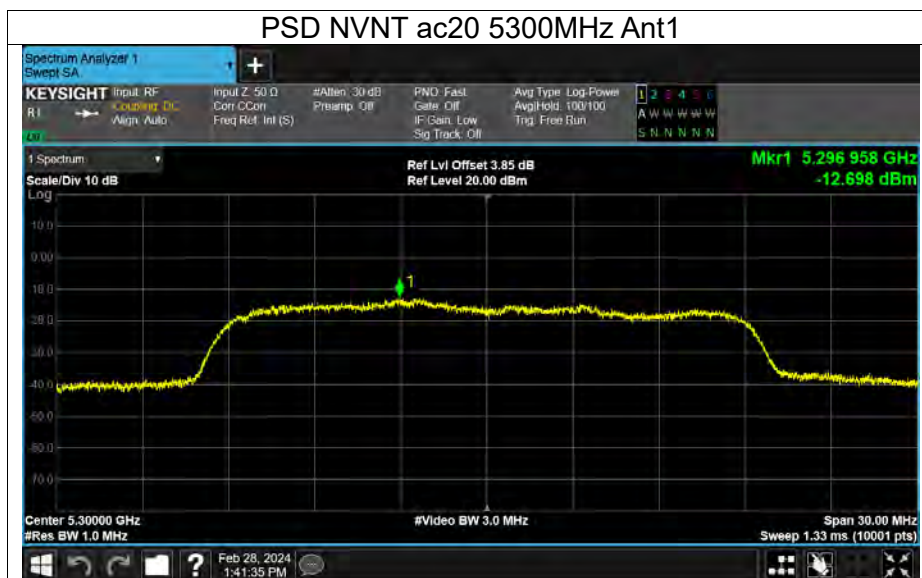 PSD NVNT ac20 5300MHz Ant1
Spectrum Analyzer 1
Swept SA
KEYSIGHT Input: RF
Coupling: DC
Align: Auto
Input Z: 50 Ω
Corr CCorr
Freq Ref: Int (S)
#Atten: 30 dB
Preamp: Off
PNO: Fast
Gate: Off
IF Gain: Low
Sig Track: Off
Avg Type: Log-Power
Avg|Hold: 100/100
Trig: Free Run
1 2 3 4 5 6
A W W W W W
S N N N N N
1 Spectrum
Scale/Div 10 dB
Log
Ref Lvl Offset 3.85 dB
Ref Level 20.00 dBm
Mkr1 5.296 958 GHz
-12.698 dBm
10.0
0.00
-10.0
-20.0
-30.0
-40.0
-50.0
-60.0
-70.0
1
Center 5.30000 GHz
#Res BW 1.0 MHz
#Video BW 3.0 MHz
Span 30.00 MHz
Sweep 1.33 ms (10001 pts)
?
Feb 28, 2024
1:41:35 PM